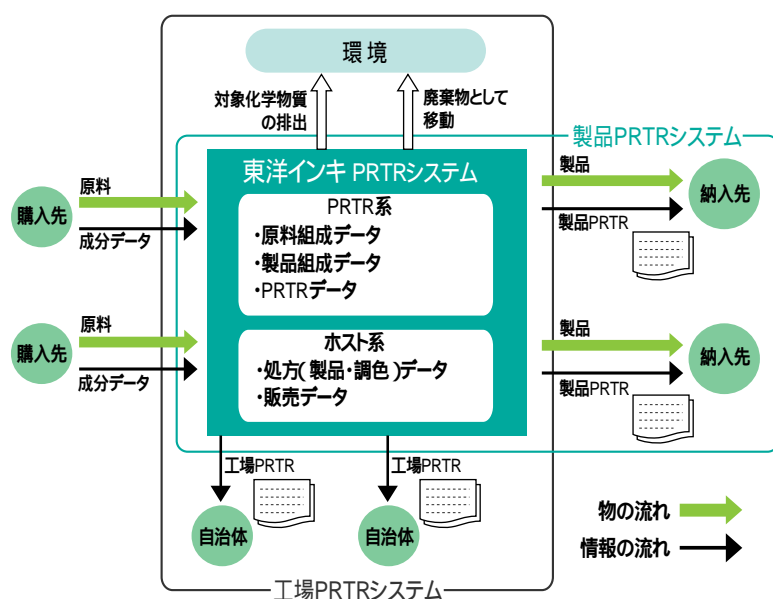 環境
対象化学物質
の排出
廃棄物として
移動
製品PRTRシステム
東洋インキ PRTRシステム
PRTR系
・原料組成データ
・製品組成データ
・PRTRデータ
ホスト系
・処方(製品・調色)データ
・販売データ
購入先
原料
成分データ
購入先
原料
成分データ
製品
製品PRTR
納入先
製品
製品PRTR
納入先
工場PRTR
自治体
工場PRTR
自治体
物の流れ
情報の流れ
工場PRTRシステム